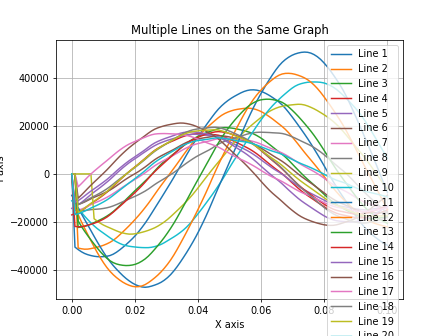 Multiple Lines on the Same Graph
40000
20000
0
−20000
−40000
0.00
0.02
0.04
0.06
X axis
Line 1
Line 2
Line 3
Line 4
Line 5
Line 6
Line 7
Line 8
Line 9
Line 10
Line 11
Line 12
Line 13
Line 14
Line 15
Line 16
Line 17
Line 18
Line 19